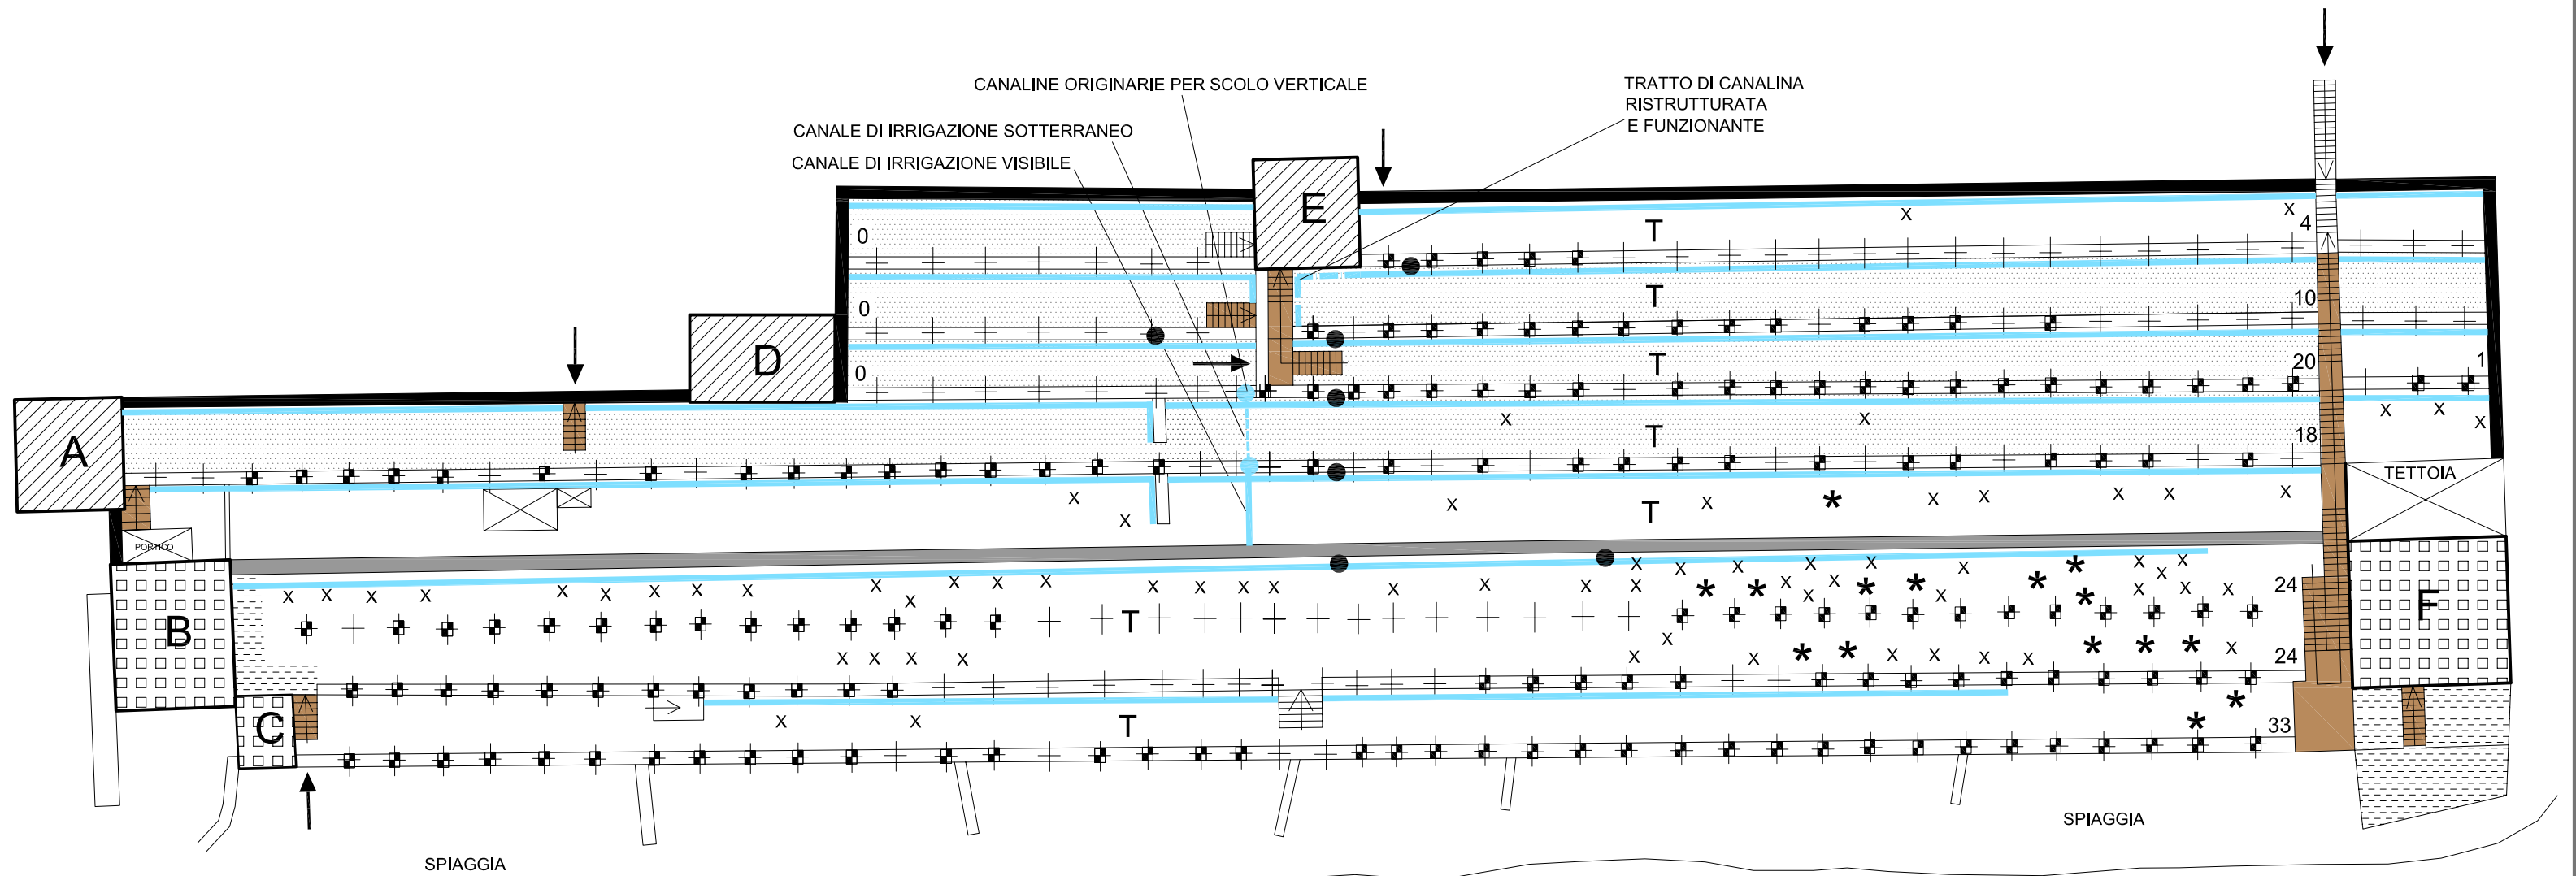 CANALINE ORIGINARIE PER SCOLO VERTICALE
TRATTO DI CANALINA
RISTRUTTURATA
E FUNZIONANTE
CANALE DI IRRIGAZIONE SOTTERRANEO
CANALE DI IRRIGAZIONE VISIBILE
E
0
T
4
0
T
10
D
0
T
20
1
A
T
18
TETTOIA
T
PORTICO
B
T
24
F
24
C
T
33
SPIAGGIA
SPIAGGIA